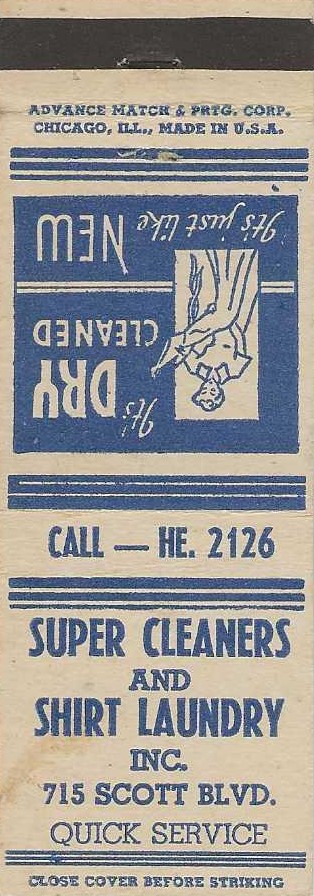 ADVANCE MATCH & PRTG. CORP.
CHICAGO, ILL., MADE IN U.S.A.
It's
DRY
CLEANED
It's just like
NEW
CALL — HE. 2126
SUPER CLEANERS
AND
SHIRT LAUNDRY
INC.
715 SCOTT BLVD.
QUICK SERVICE
CLOSE COVER BEFORE STRIKING